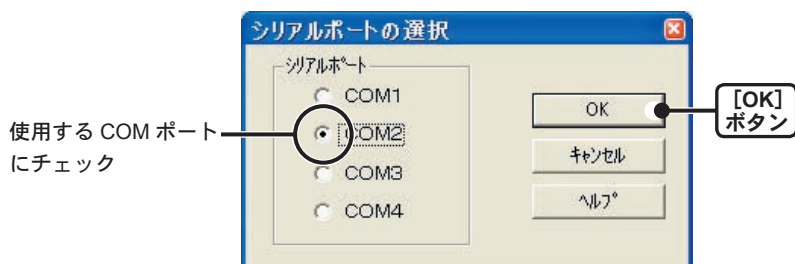 シリアルポートの選択
シリアルポート
COM1
COM2
COM3
COM4
OK
キャンセル
ヘルプ
使用する COM ポート
にチェック
[OK]
ボタン